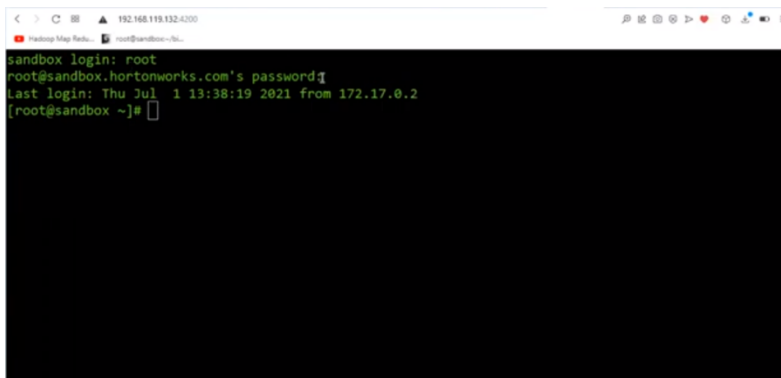 192.168.119.132:4200
Hadoop Map Redu... root@sandbox:~/bi...
sandbox login: root
root@sandbox.hortonworks.com's password:
Last login: Thu Jul  1 13:38:19 2021 from 172.17.0.2
[root@sandbox ~]#